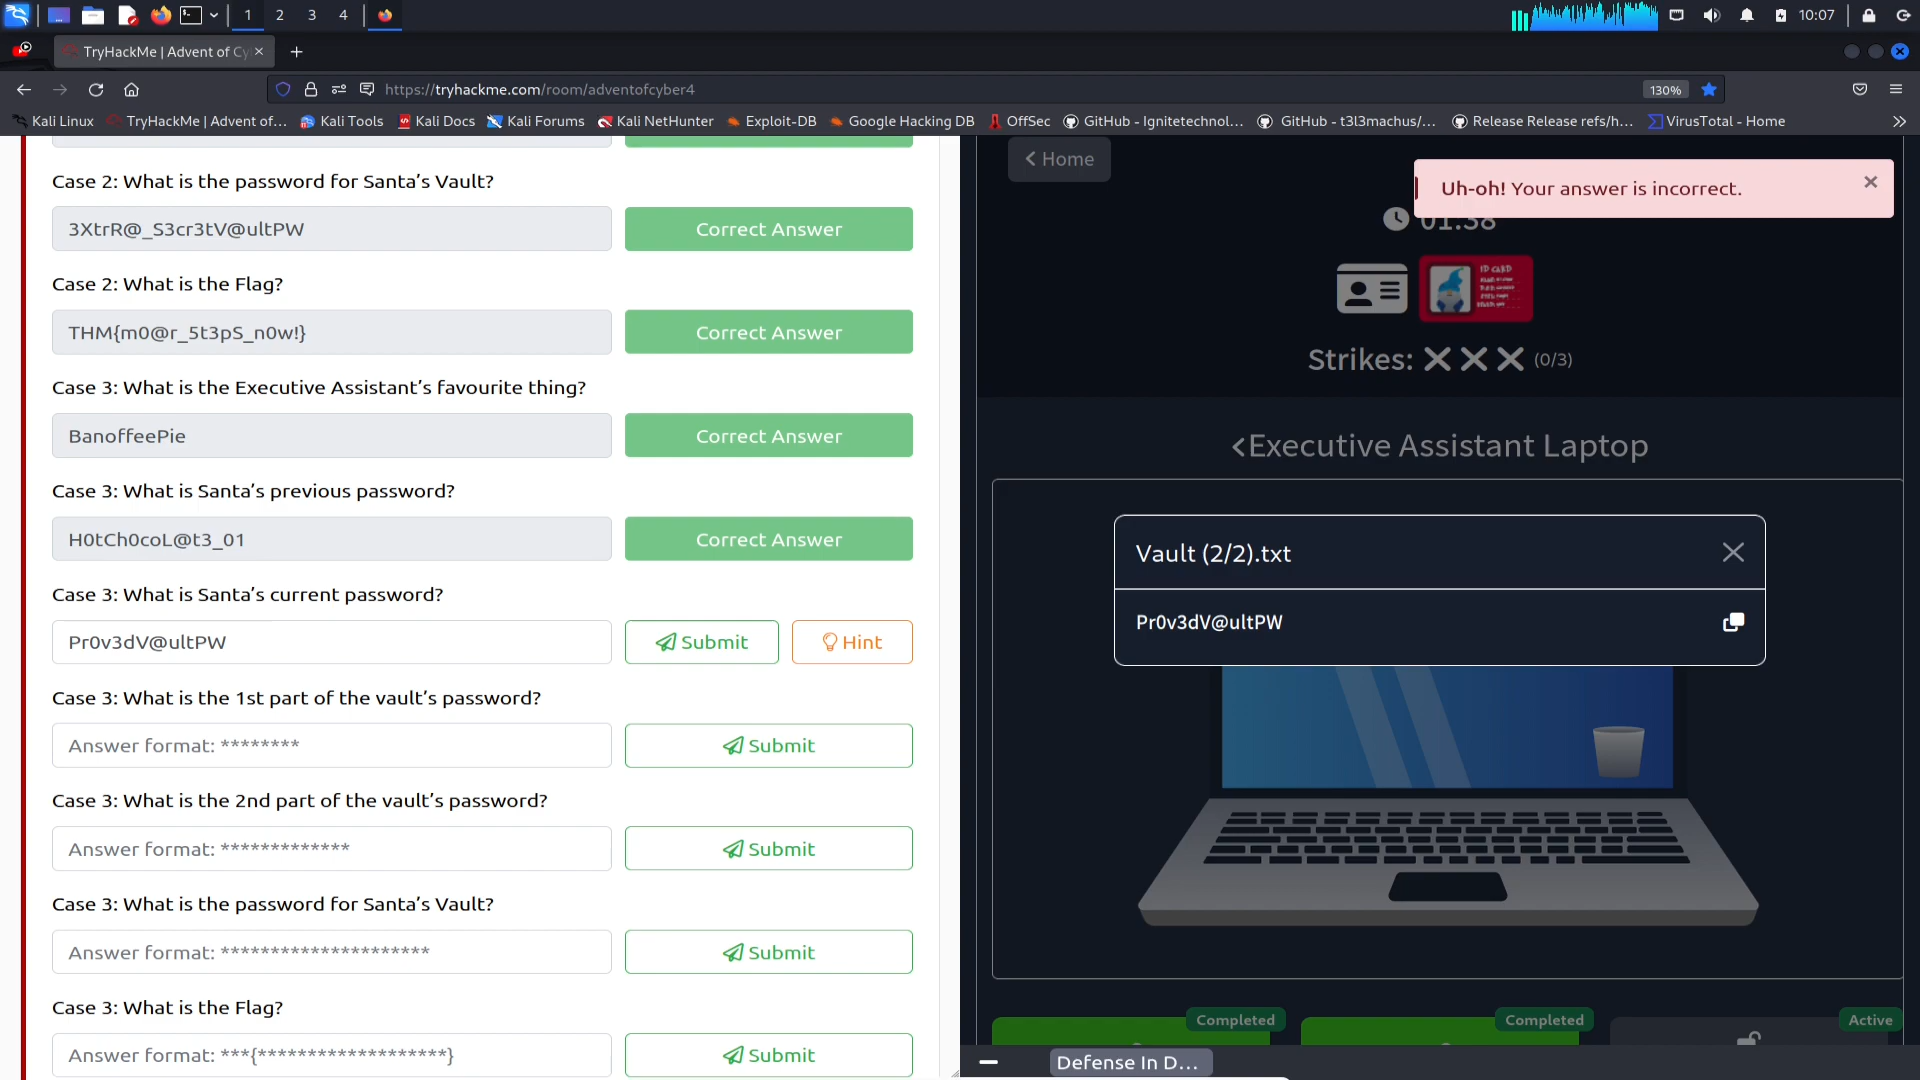 1
2
3
4
10:07
TryHackMe | Advent of Cy
https://tryhackme.com/room/adventofcyber4
130%
Kali Linux
TryHackMe | Advent of...
Kali Tools
Kali Docs
Kali Forums
Kali NetHunter
Exploit-DB
Google Hacking DB
OffSec
GitHub - Ignitetechnol...
GitHub - t3l3machus/...
Release Release refs/h...
VirusTotal - Home
Case 2: What is the password for Santa's Vault?
3XtrR@_S3cr3tV@ultPW
Correct Answer
Case 2: What is the Flag?
THM{m0@r_5t3pS_n0w!}
Correct Answer
Case 3: What is the Executive Assistant's favourite thing?
BanoffeePie
Correct Answer
Case 3: What is Santa's previous password?
H0tCh0coL@t3_01
Correct Answer
Case 3: What is Santa's current password?
Pr0v3dV@ultPW
Submit
Hint
Case 3: What is the 1st part of the vault's password?
Answer format: ********
Submit
Case 3: What is the 2nd part of the vault's password?
Answer format: *************
Submit
Case 3: What is the password for Santa's Vault?
Answer format: *********************
Submit
Case 3: What is the Flag?
Answer format: ***{*******************}
Submit
Home
Uh-oh! Your answer is incorrect.
01:38
ID CARD
Strikes:
(0/3)
<Executive Assistant Laptop
Vault (2/2).txt
Pr0v3dV@ultPW
Completed
Completed
Active
Defense In D...